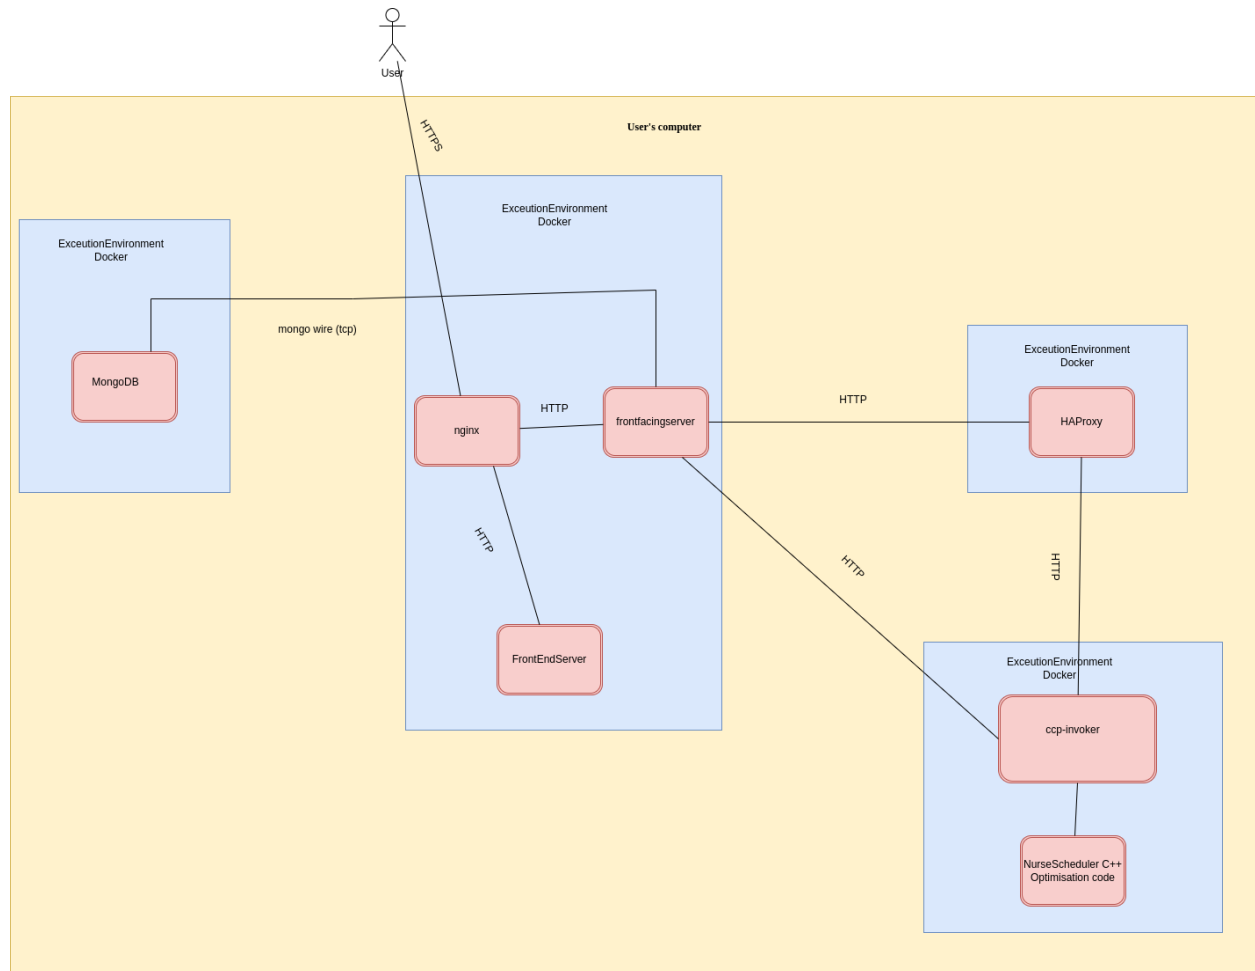 User
HTTPS
User's computer
ExceutionEnvironment
Docker
ExceutionEnvironment
Docker
mongo wire (tcp)
MongoDB
ExceutionEnvironment
Docker
nginx
HTTP
frontfacingserver
HTTP
HAProxy
HTTP
HTTP
HTTP
FrontEndServer
ExceutionEnvironment
Docker
ccp-invoker
NurseScheduler C++
Optimisation code